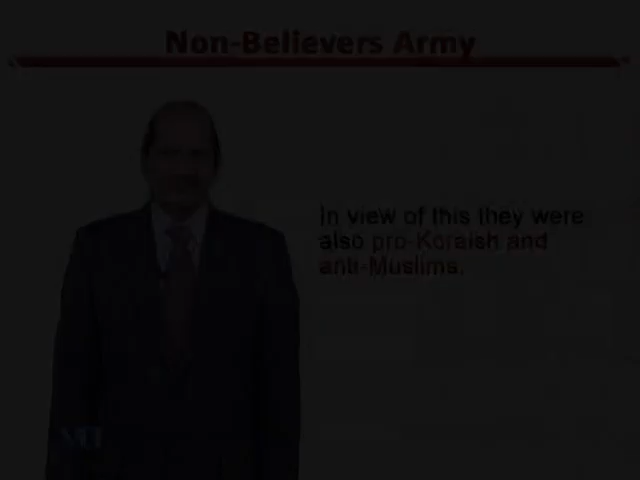 Non-Believers Army
In view of this they were
also pro-Koraish and
anti-Muslims.